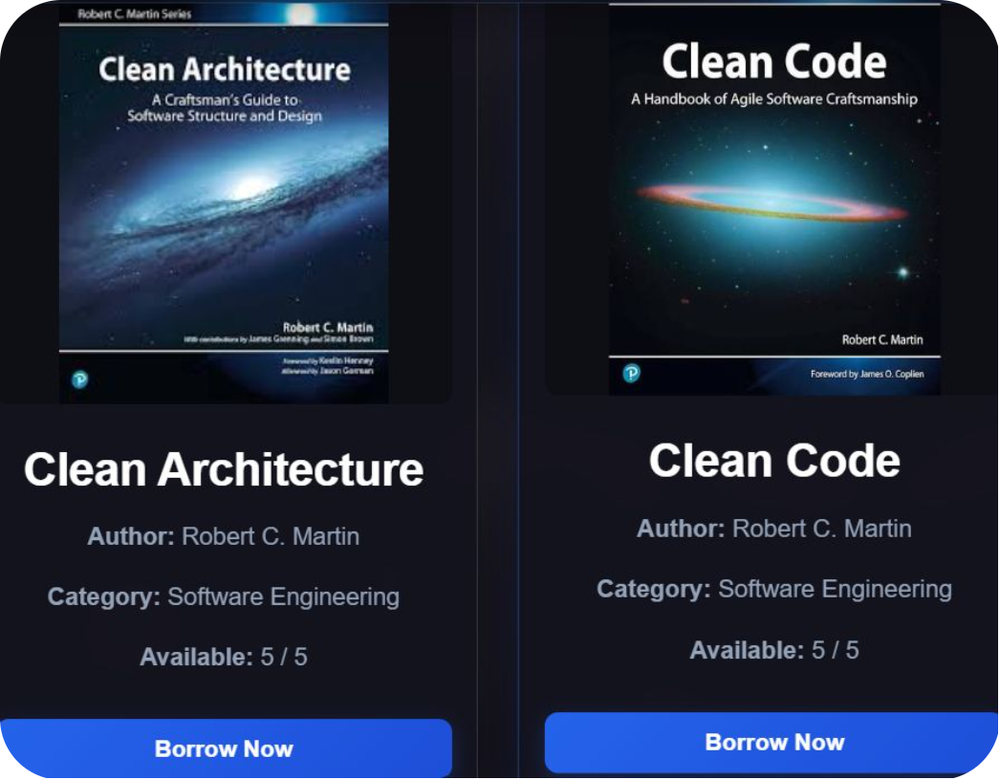 Robert C. Martin Series
Clean Architecture
A Craftsman's Guide to
Software Structure and Design
Robert C. Martin
With contributions by James Grenning and Simon Brown
Foreword by Kevlin Henney
Afterword by Jason Gorman
Clean Architecture
Author: Robert C. Martin
Category: Software Engineering
Available: 5 / 5
Borrow Now
Clean Code
A Handbook of Agile Software Craftsmanship
Robert C. Martin
Foreword by James O. Coplien
Clean Code
Author: Robert C. Martin
Category: Software Engineering
Available: 5 / 5
Borrow Now